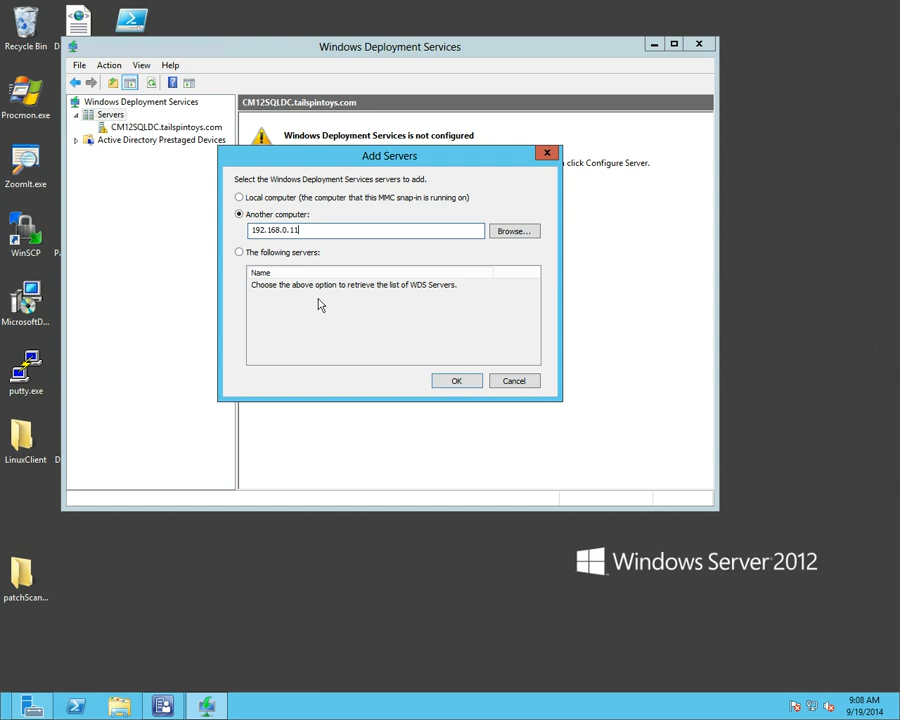 Recycle Bin
D
Procmon.exe
ZoomIt.exe
WinSCP
Pa
MicrosoftD...
putty.exe
LinuxClient
D
patchScan...
Windows Deployment Services
File Action View Help
Windows Deployment Services
Servers
CM12SQLDC.tailspintoys.com
Active Directory Prestaged Devices
CM12SQLDC.tailspintoys.com
Windows Deployment Services is not configured
click Configure Server.
Add Servers
Select the Windows Deployment Services servers to add.
Local computer (the computer that this MMC snap-in is running on)
Another computer:
192.168.0.11
Browse...
The following servers:
Name
Choose the above option to retrieve the list of WDS Servers.
OK
Cancel
Windows Server 2012
9:08 AM
9/19/2014